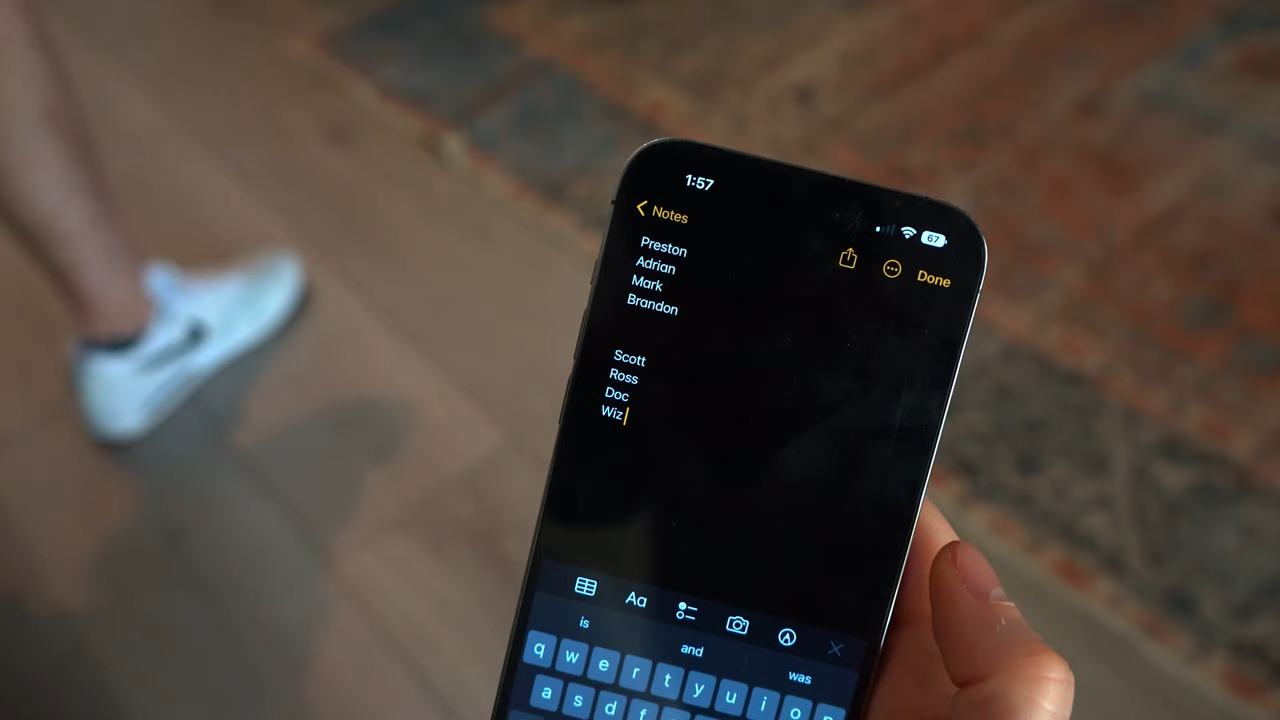 1:57
67
Notes
Done
Preston
Adrian
Mark
Brandon
Scott
Ross
Doc
Wiz
Aa
is and was
q w e r t y u i o p
a s d f